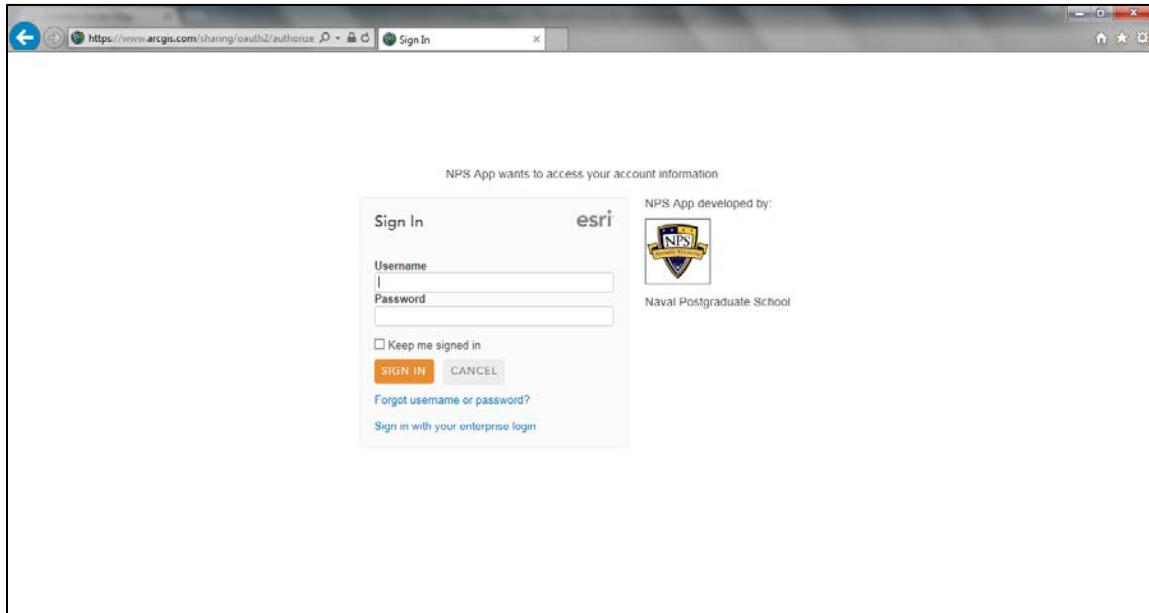 https://www.arcgis.com/sharing/oauth2/authorize
Sign In
NPS App wants to access your account information
Sign In
esri
Username
Password
Keep me signed in
SIGN IN
CANCEL
Forgot username or password?
Sign in with your enterprise login
NPS App developed by:
NPS
Naval Postgraduate School